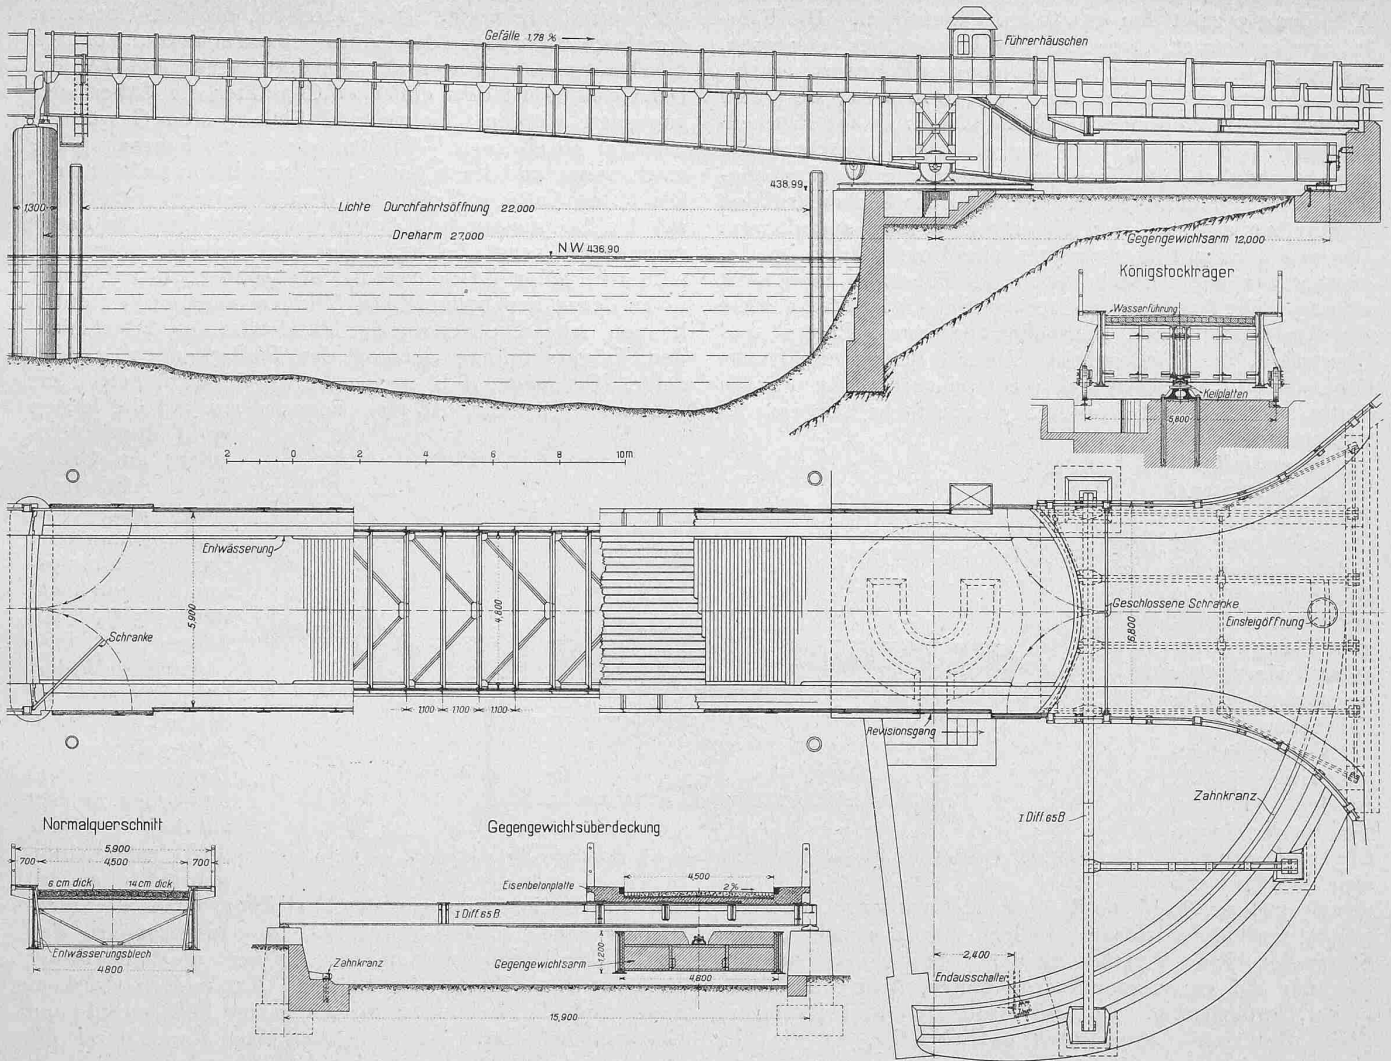 Gefälle 1,78 %
Führerhäuschen
438.99
1300
Lichte Durchfahrtsöffnung 22,000
Dreharm 27,000
NW 436,90
Gegengewichtsarm 12,000
Königstockträger
Wasserführung
Keilplatten
5,800
2 0 2 4 6 8 10m
Entwässerung
5,900
4,800
Schranke
1100 1100 1100
Geschlossene Schranke
6,800
Einsteigöffnung
Revisionsgang
Zahnkranz
I Diff. 65B
Normalquerschnitt
5,900
700 4,500 700
6 cm dick
14 cm dick
Entwässerungsblech
4,800
Gegengewichtsüberdeckung
4,500
Eisenbetonplatte
2%
I Diff. 65B
1,200
Zahnkranz
Gegengewichtsarm
4,800
15,900
2,400
Endausschalter